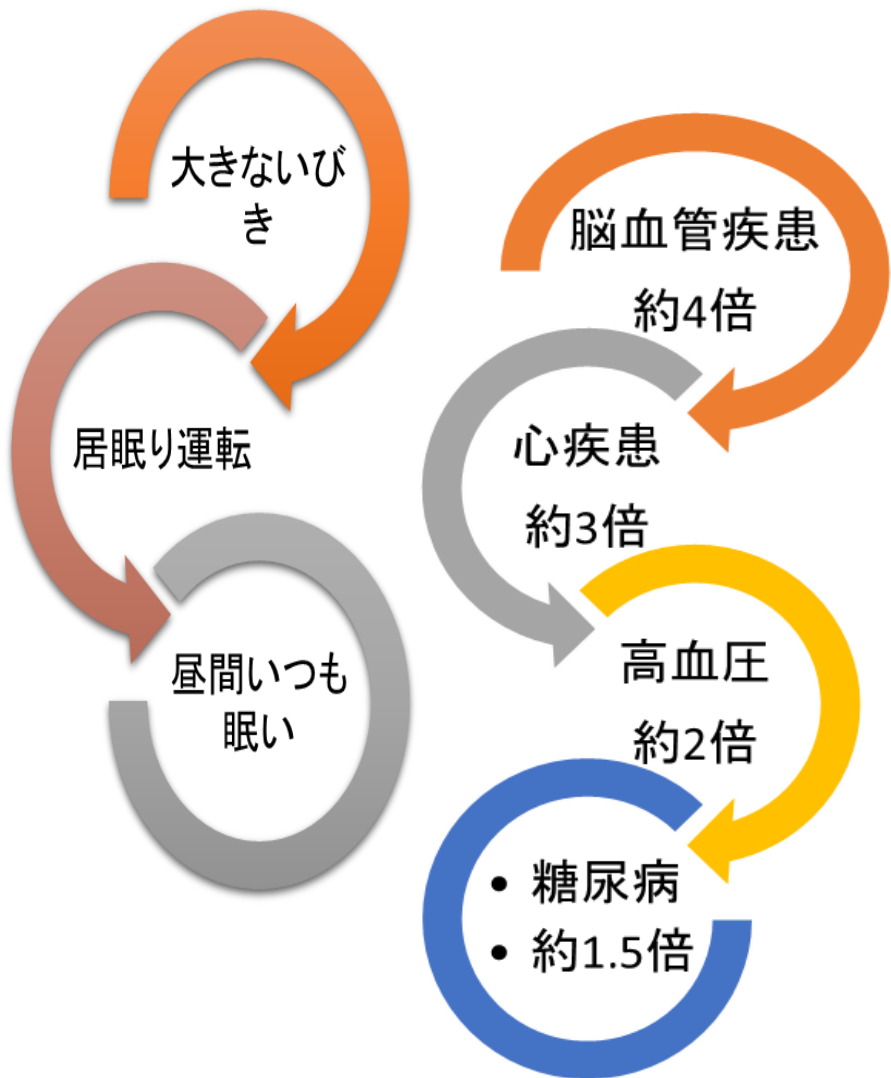 大きないび
き
居眠り運転
昼間いつも
眠い
脳血管疾患
約4倍
心疾患
約3倍
高血圧
約2倍
• 糖尿病
• 約1.5倍